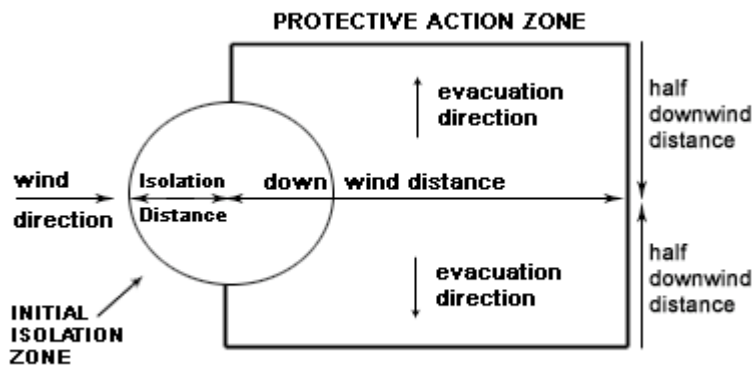 PROTECTIVE ACTION ZONE
evacuation
direction
half
downwind
distance
wind
direction
Isolation
Distance
down wind distance
evacuation
direction
half
downwind
distance
INITIAL
ISOLATION
ZONE